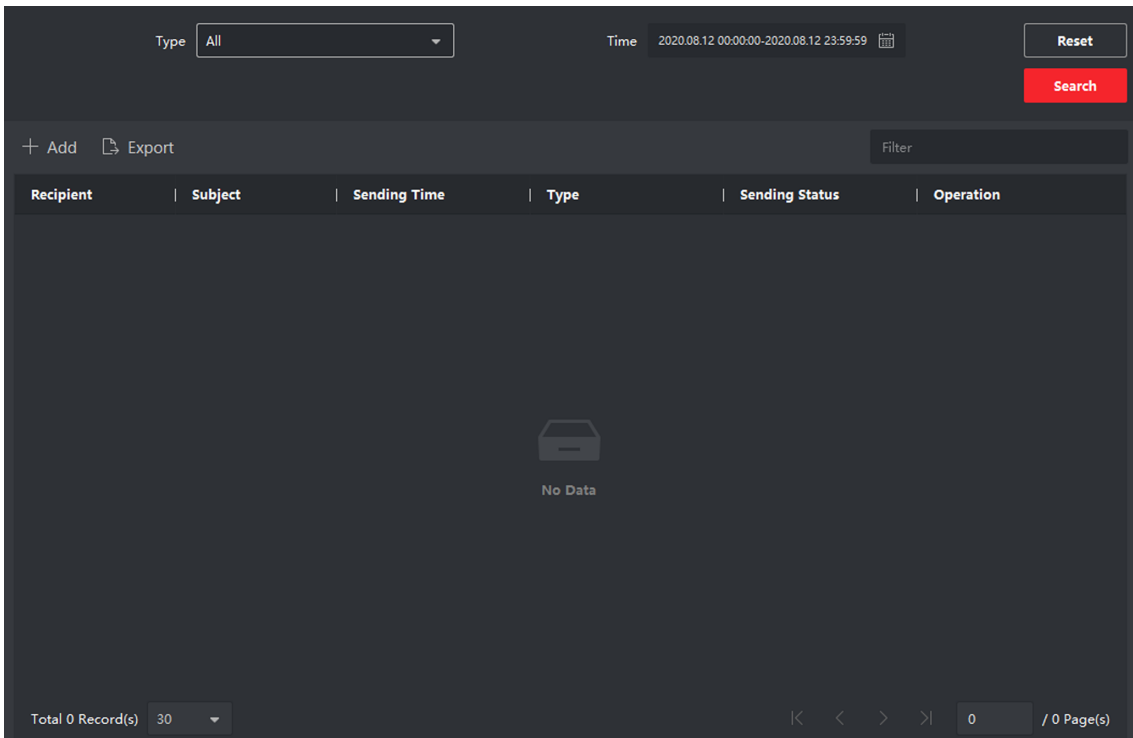 Type All Time 2020.08.12 00:00:00-2020.08.12 23:59:59 Reset
Search
Add Export Filter
Recipient Subject Sending Time Type Sending Status Operation
No Data
Total 0 Record(s) 30 0 / 0 Page(s)